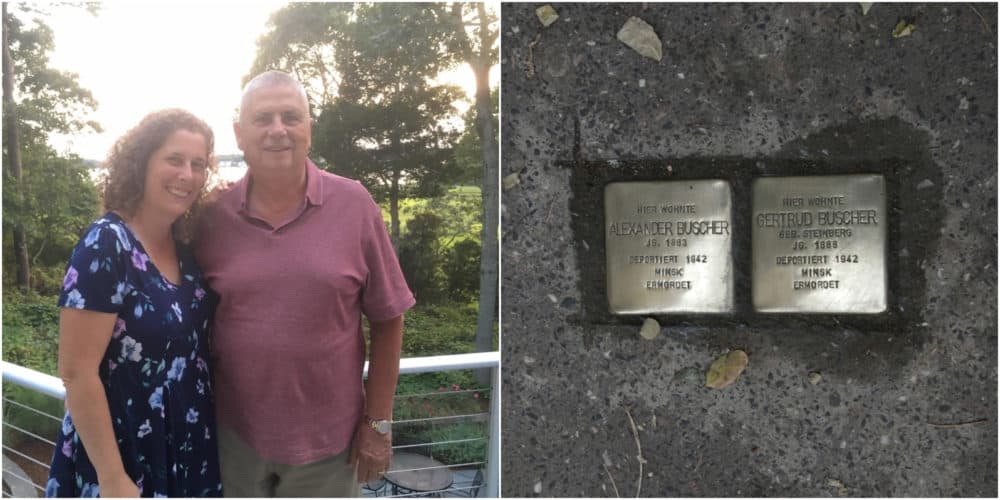 HIER WOHNTE
ALEXANDER BUSCHER
JG. 1883
DEPORTIERT 1942
MINSK
ERMORDET
HIER WOHNTE
GERTRUD BUSCHER
GEB. STEINBERG
JG. 1886
DEPORTIERT 1942
MINSK
ERMORDET